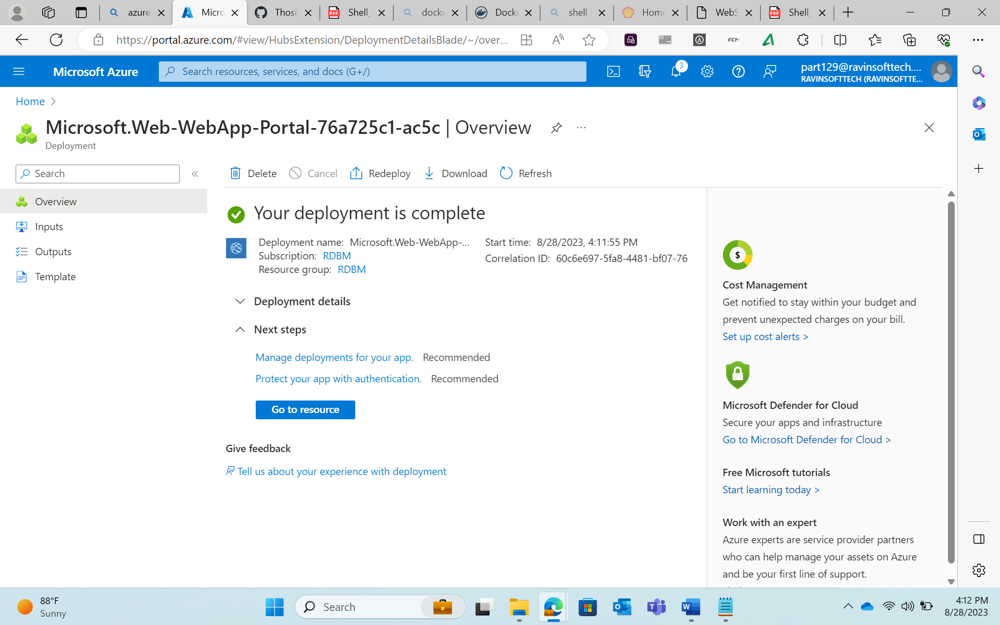 azure
Micro
Thosi
Shell_
docke
Docke
shell
Home
WebS
Shell_
https://portal.azure.com/#view/HubsExtension/DeploymentDetailsBlade/~/over...
FCM
Microsoft Azure
Search resources, services, and docs (G+/)
3
part129@ravinsofttech....
RAVINSOFTTECH (RAVINSOFTTE...
Home
Microsoft.Web-WebApp-Portal-76a725c1-ac5c | Overview
Deployment
Search
Delete
Cancel
Redeploy
Download
Refresh
Overview
Inputs
Outputs
Template
Your deployment is complete
Deployment name: Microsoft.Web-WebApp-...
Subscription: RDBM
Resource group: RDBM
Start time: 8/28/2023, 4:11:55 PM
Correlation ID: 60c6e697-5fa8-4481-bf07-76
Deployment details
Next steps
Manage deployments for your app. Recommended
Protect your app with authentication. Recommended
Go to resource
Give feedback
Tell us about your experience with deployment
Cost Management
Get notified to stay within your budget and
prevent unexpected charges on your bill.
Set up cost alerts >
Microsoft Defender for Cloud
Secure your apps and infrastructure
Go to Microsoft Defender for Cloud >
Free Microsoft tutorials
Start learning today >
Work with an expert
Azure experts are service provider partners
who can help manage your assets on Azure
and be your first line of support.
88°F
Sunny
Search
4:12 PM
8/28/2023